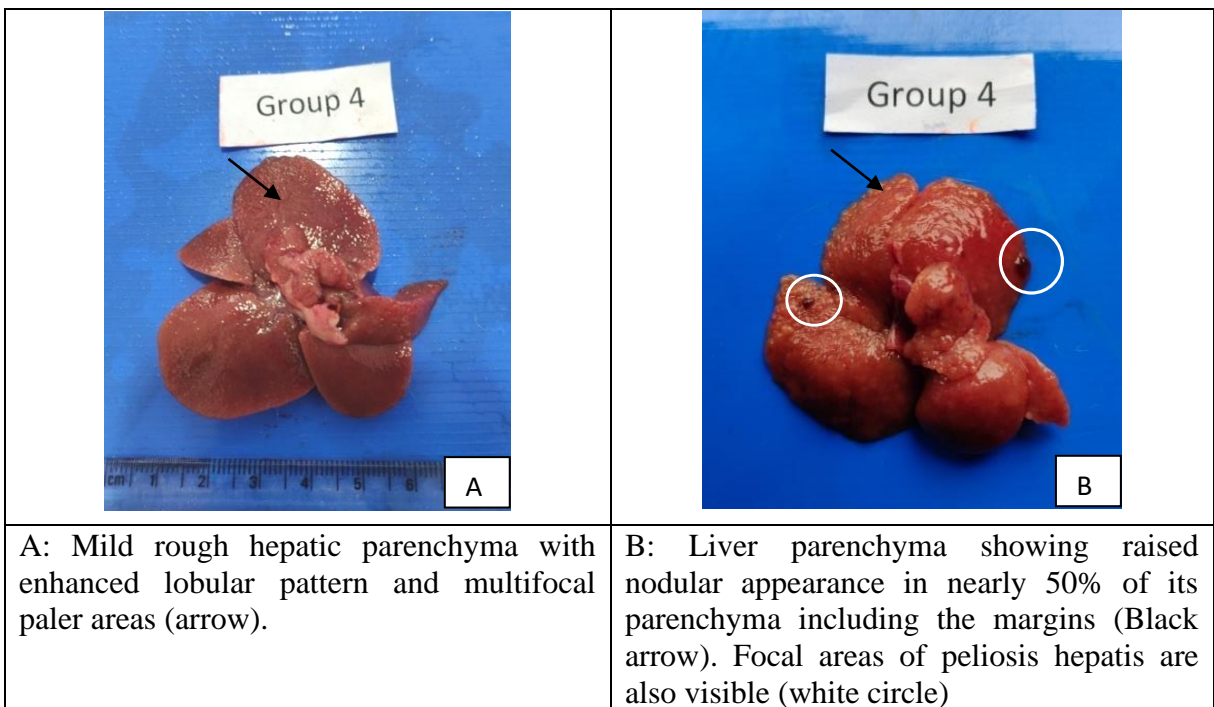 Group 4
cm 1 2 3 4 5 6
A
Group 4
B
A: Mild rough hepatic parenchyma with
enhanced lobular pattern and multifocal
paler areas (arrow).
B: Liver parenchyma showing raised
nodular appearance in nearly 50% of its
parenchyma including the margins (Black
arrow). Focal areas of peliosis hepatis are
also visible (white circle)